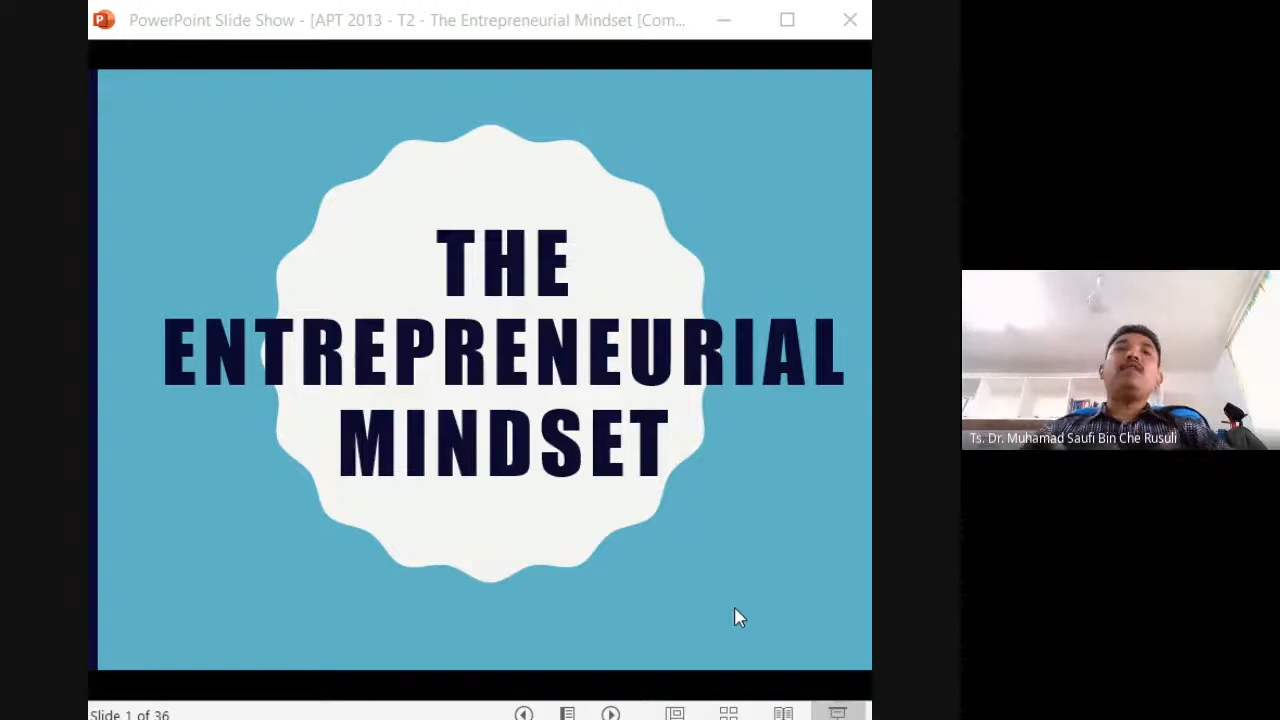 PowerPoint Slide Show - [APT 2013 - T2 - The Entrepreneurial Mindset [Com...
THE
ENTREPRENEURIAL
MINDSET
Ts. Dr. Muhamad Saufi Bin Che Rusuli
Slide 1 of 36